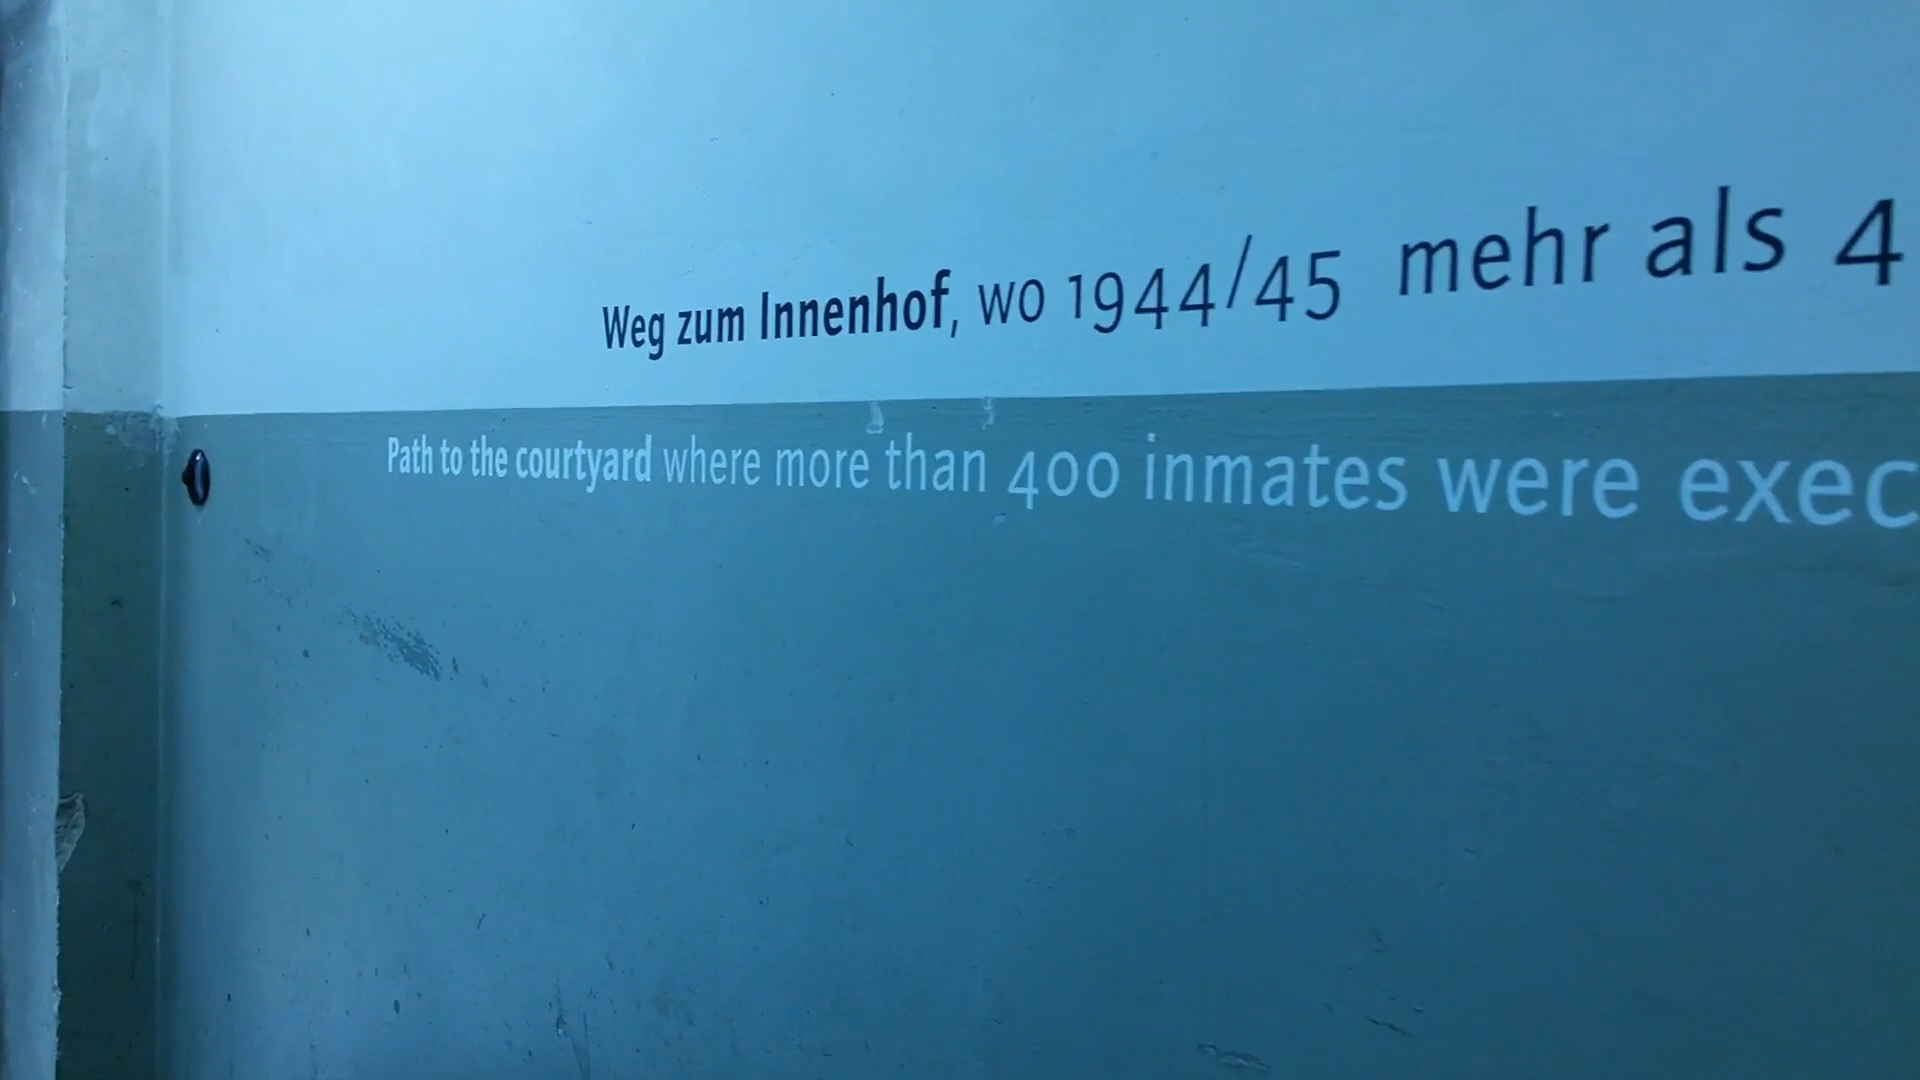 Weg zum Innenhof, wo 1944/45 mehr als 4
Path to the courtyard where more than 400 inmates were exec